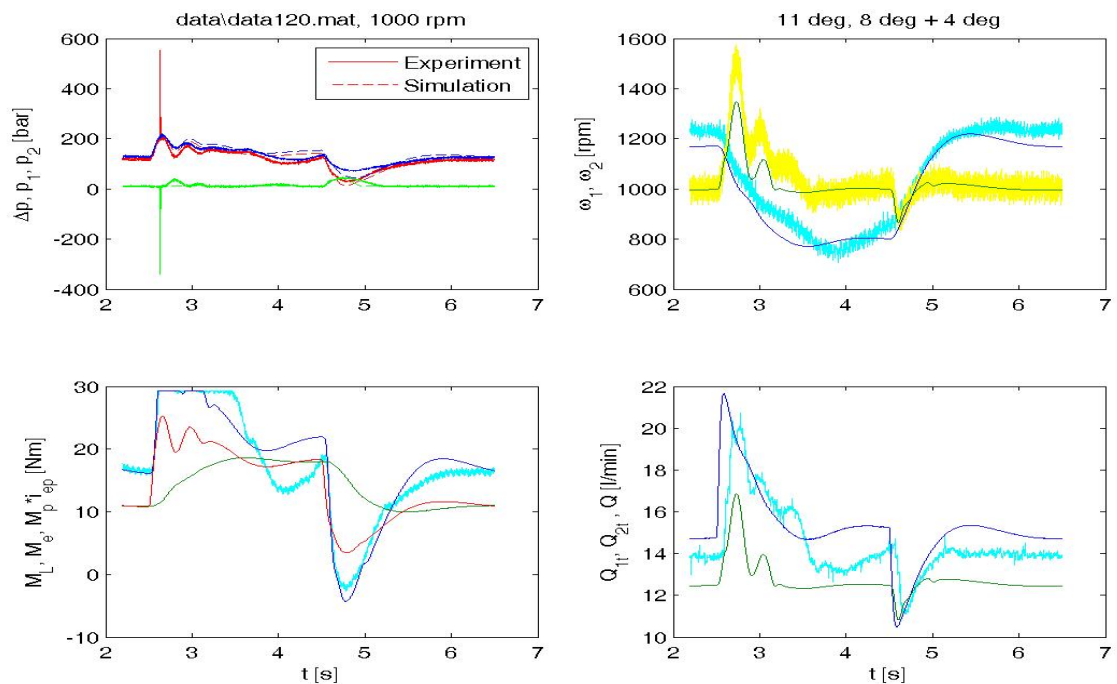 data\data120.mat, 1000 rpm
11 deg, 8 deg + 4 deg
Δp, p1, p2 [bar]
600
400
200
0
-200
-400
Experiment
Simulation
2 3 4 5 6 7
ω1, ω2 [rpm]
1600
1400
1200
1000
800
600
2 3 4 5 6 7
ML, Me, Mp*iep [Nm]
30
20
10
0
-10
2 3 4 5 6 7
t [s]
Q1t, Q2t, Q [l/min]
22
20
18
16
14
12
10
2 3 4 5 6 7
t [s]